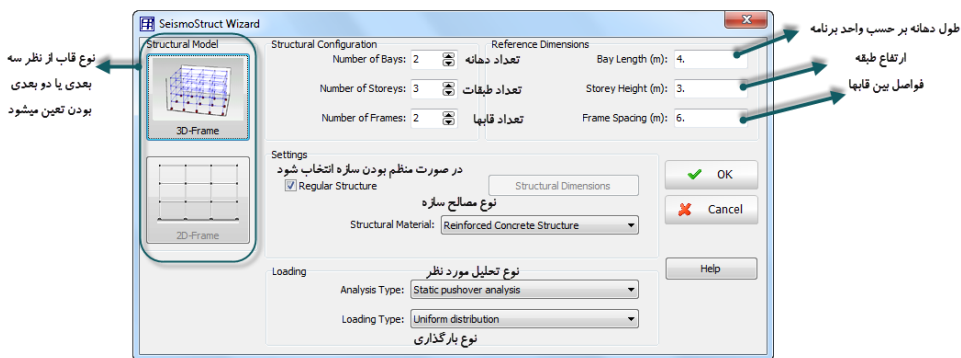 SeismoStruct Wizard
Structural Model
3D-Frame
2D-Frame
نوع قاب از نظر سه
بعدی یا دو بعدی
بودن تعین میشود
Structural Configuration
Number of Bays: 2 تعداد دهانه
Number of Storeys: 3 تعداد طبقات
Number of Frames: 2 تعداد قابها
Reference Dimensions
Bay Length (m): 4.
Storey Height (m): 3.
Frame Spacing (m): 6.
طول دهانه بر حسب واحد برنامه
ارتفاع طبقه
فواصل بین قابها
Settings
در صورت منظم بودن سازه انتخاب شود
Regular Structure
Structural Dimensions
نوع مصالح سازه
Structural Material: Reinforced Concrete Structure
OK
Cancel
Help
Loading
نوع تحلیل مورد نظر
Analysis Type: Static pushover analysis
Loading Type: Uniform distribution
نوع بارگذاری